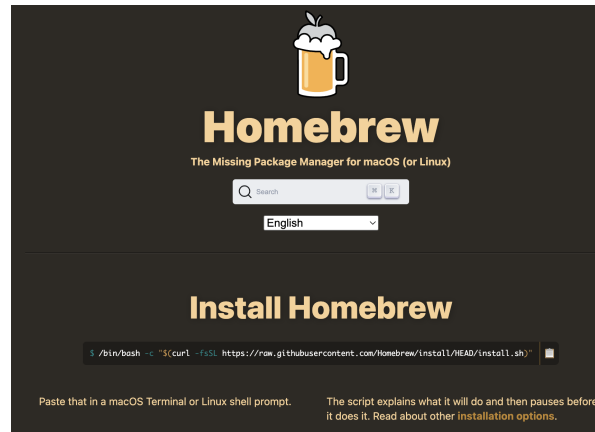 Homebrew
The Missing Package Manager for macOS (or Linux)
Search
⌘ K
English
Install Homebrew
$ /bin/bash -c "$(curl -fsSL https://raw.githubusercontent.com/Homebrew/install/HEAD/install.sh)"
Paste that in a macOS Terminal or Linux shell prompt.
The script explains what it will do and then pauses before
it does it. Read about other installation options.